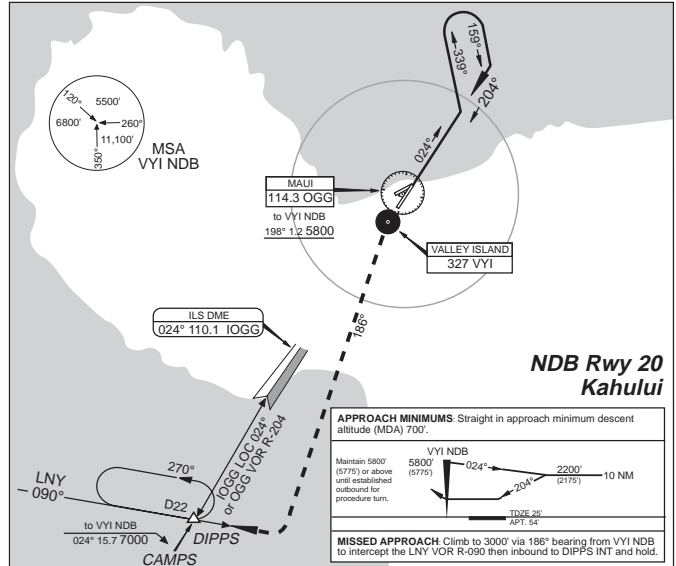 159°
339°
204°
024°
120°
5500'
6800'
260°
11,100'
350°
MSA
VYI NDB
MAUI
114.3 OGG
to VYI NDB
198° 1.2 5800
VALLEY ISLAND
327 VYI
186°
ILS DME
024° 110.1 IOGG
IOGG LOC 024°
or OGG VOR R-204
270°
LNY
090°
D22
to VYI NDB
024° 15.7 7000
DIPPS
CAMPS
NDB Rwy 20
Kahului
APPROACH MINIMUMS: Straight in approach minimum descent
altitude (MDA) 700'.
Maintain 5800'
(5775') or above
until established
outbound for
procedure turn.
VYI NDB
5800'
(5775')
024°
204°
2200'
(2175')
10 NM
TDZE 25'
APT. 54'
MISSED APPROACH: Climb to 3000' via 186° bearing from VYI NDB
to intercept the LNY VOR R-090 then inbound to DIPPS INT and hold.